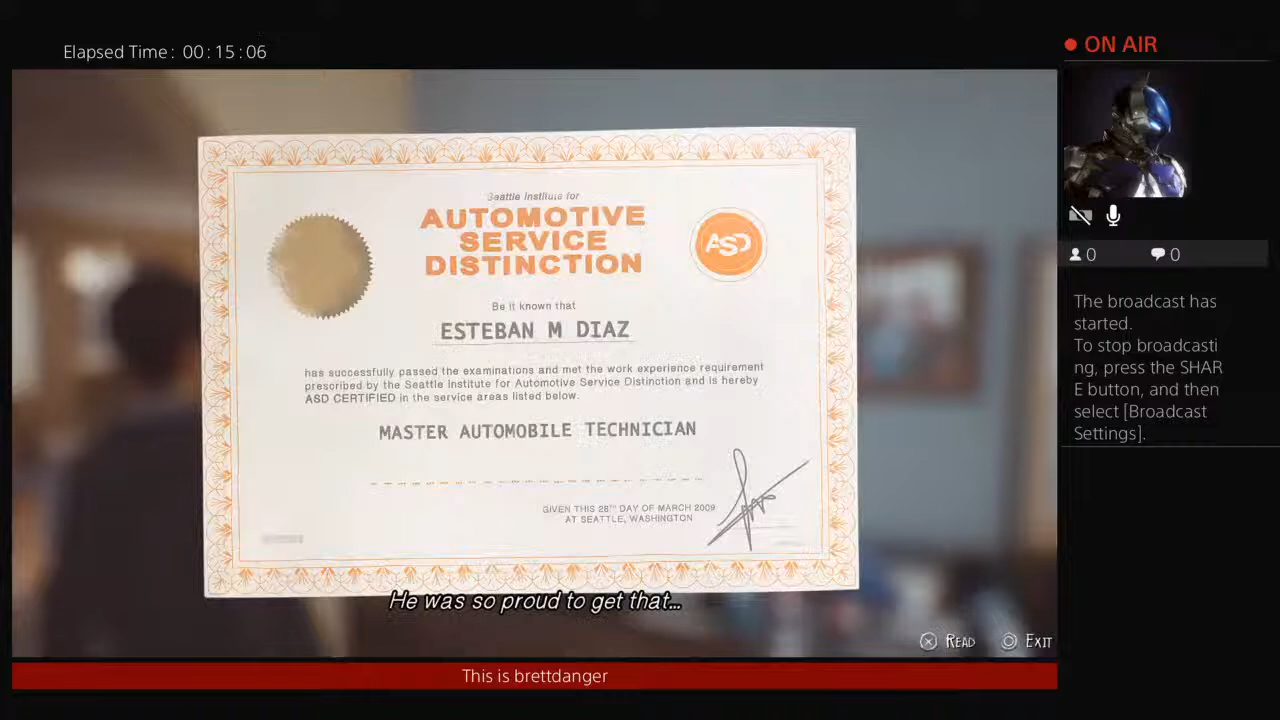 Elapsed Time: 00:15:06
ON AIR
Seattle Institute for
AUTOMOTIVE
SERVICE
DISTINCTION
ASD
Be it known that
ESTEBAN M DIAZ
has successfully passed the examinations and met the work experience requirement
prescribed by the Seattle Institute for Automotive Service Distinction and is hereby
ASD CERTIFIED in the service areas listed below.
MASTER AUTOMOBILE TECHNICIAN
GIVEN THIS 28TH DAY OF MARCH 2009
AT SEATTLE, WASHINGTON
He was so proud to get that...
READ
EXIT
This is brettdanger
0
0
The broadcast has
started.
To stop broadcasti
ng, press the SHAR
E button, and then
select [Broadcast
Settings].